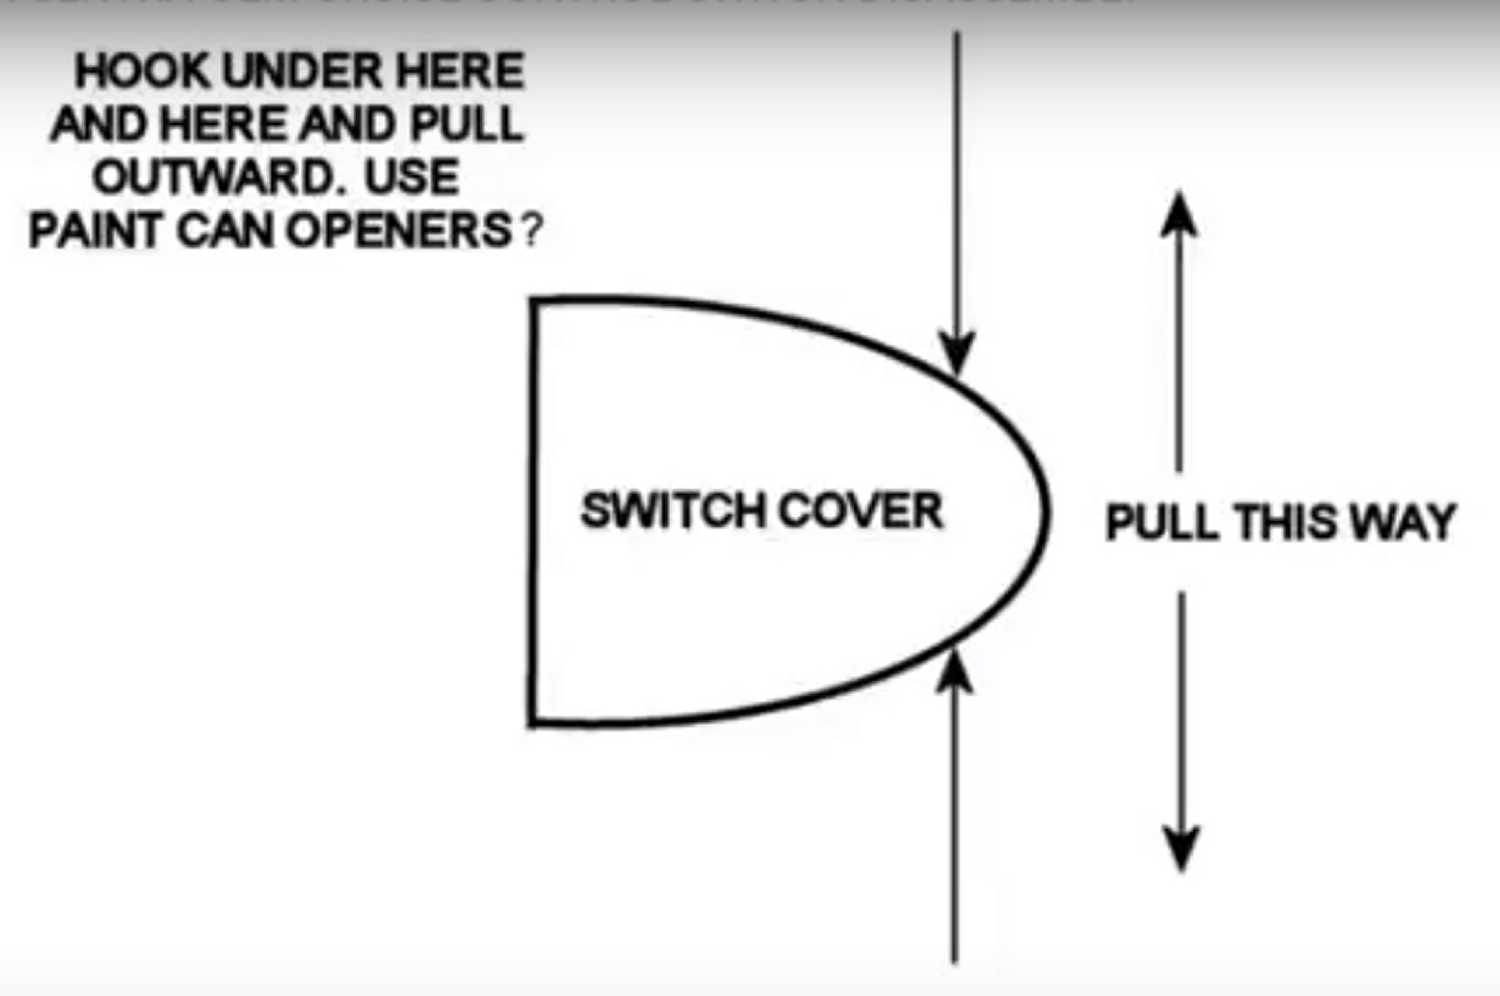 HOOK UNDER HERE
AND HERE AND PULL
OUTWARD. USE
PAINT CAN OPENERS?
SWITCH COVER
PULL THIS WAY